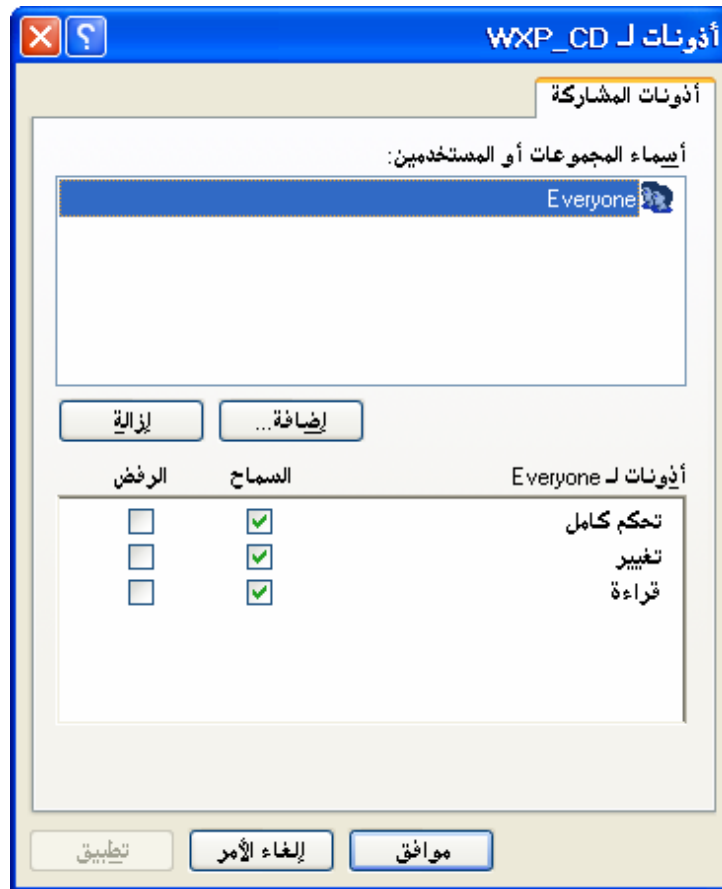 أذونات لـ WXP_CD
أذونات المشاركة
أسماء المجموعات أو المستخدمين:
Everyone
إضافة... إزالة
أذونات لـ Everyone السماح الرفض
تحكم كامل
تغيير
قراءة
موافق إلغاء الأمر تطبيق